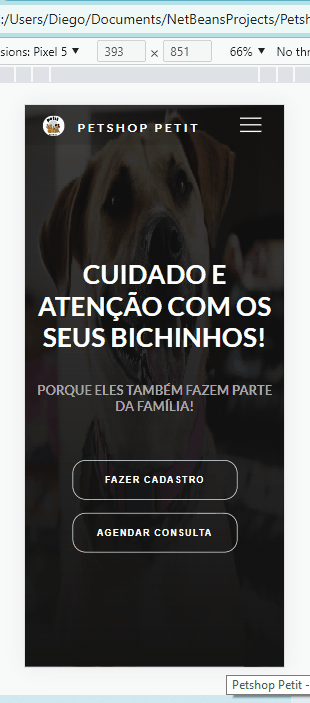 :/Users/Diego/Documents/NetBeansProjects/Petsh
sions: Pixel 5 ▼ 393 × 851 66% ▼ No thr
PETSHOP PETIT
CUIDADO E
ATENÇÃO COM OS
SEUS BICHINHOS!
PORQUE ELES TAMBÉM FAZEM PARTE
DA FAMÍLIA!
FAZER CADASTRO
AGENDAR CONSULTA
Petshop Petit -